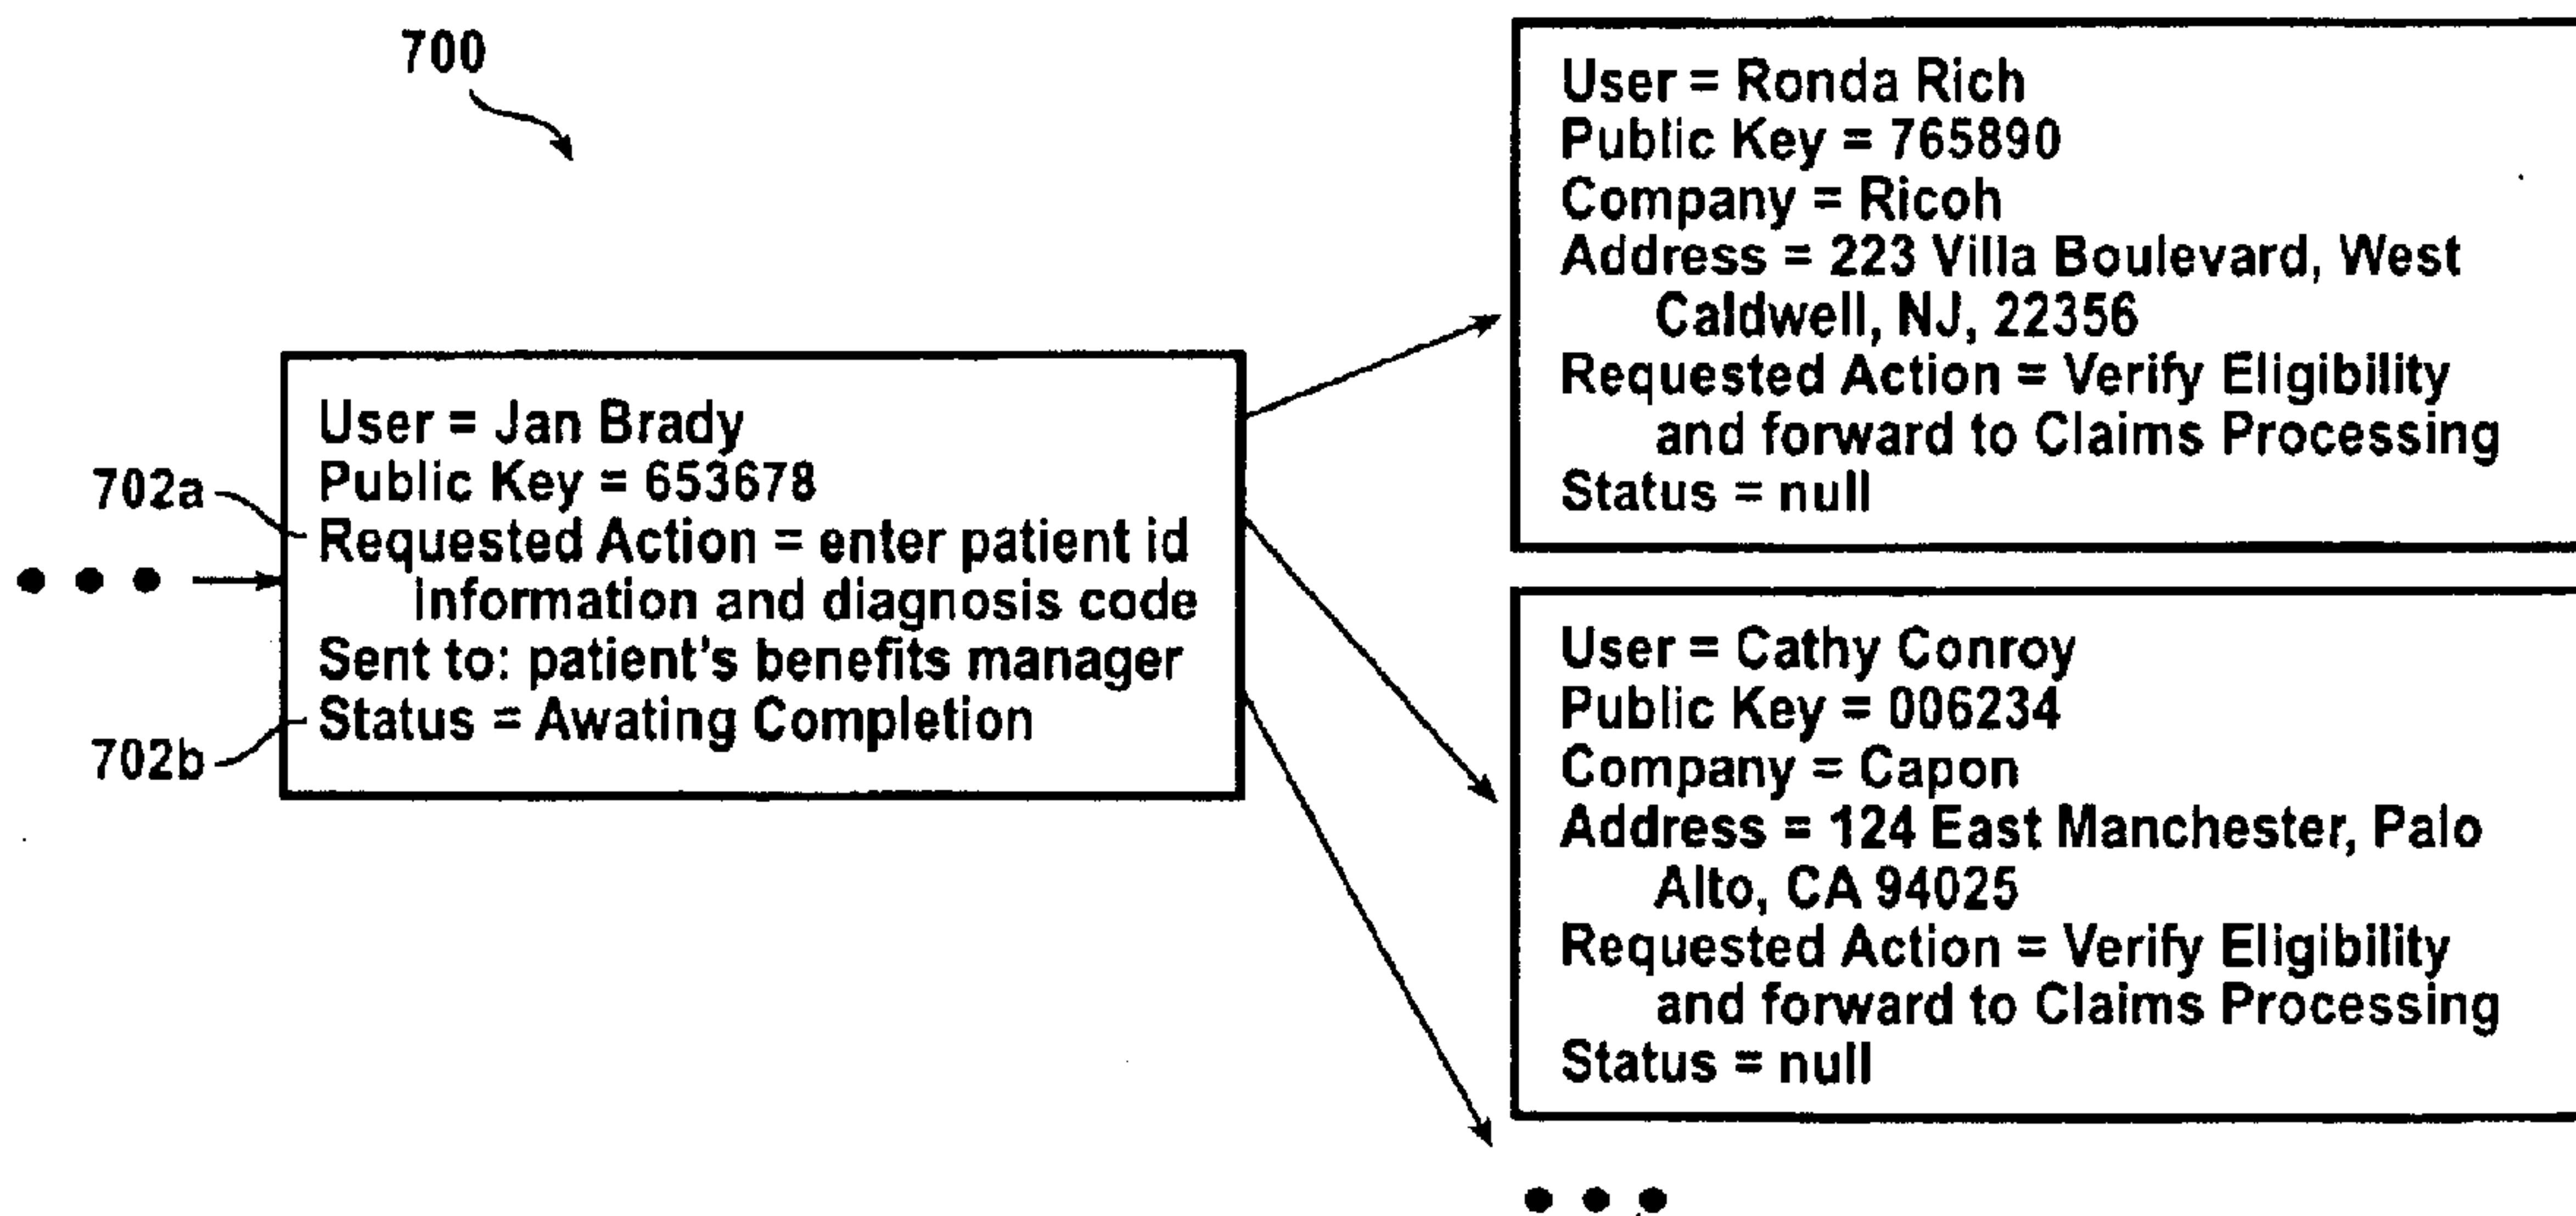 700
User = Jan Brady
Public Key = 653678
702a
Requested Action = enter patient id
Information and diagnosis code
Sent to: patient's benefits manager
Status = Awating Completion
702b
User = Ronda Rich
Public Key = 765890
Company = Ricoh
Address = 223 Villa Boulevard, West
Caldwell, NJ, 22356
Requested Action = Verify Eligibility
and forward to Claims Processing
Status = null
User = Cathy Conroy
Public Key = 006234
Company = Capon
Address = 124 East Manchester, Palo
Alto, CA 94025
Requested Action = Verify Eligibility
and forward to Claims Processing
Status = null